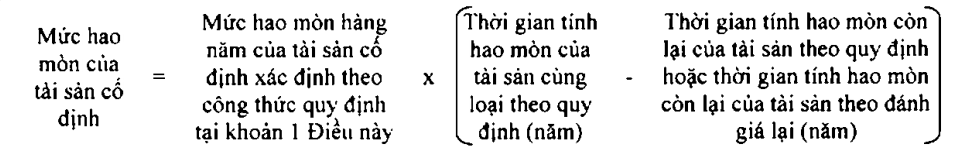 Mức hao
mòn của
tài sản cố
định
=
Mức hao mòn hàng
năm của tài sản cố
định xác định theo
công thức quy định
tại khoản 1 Điều này
x
Thời gian tính
hao mòn của
tài sản cùng
loại theo quy
định (năm)
-
Thời gian tính hao mòn còn
lại của tài sản theo quy định
hoặc thời gian tính hao mòn
còn lại của tài sản theo đánh
giá lại (năm)